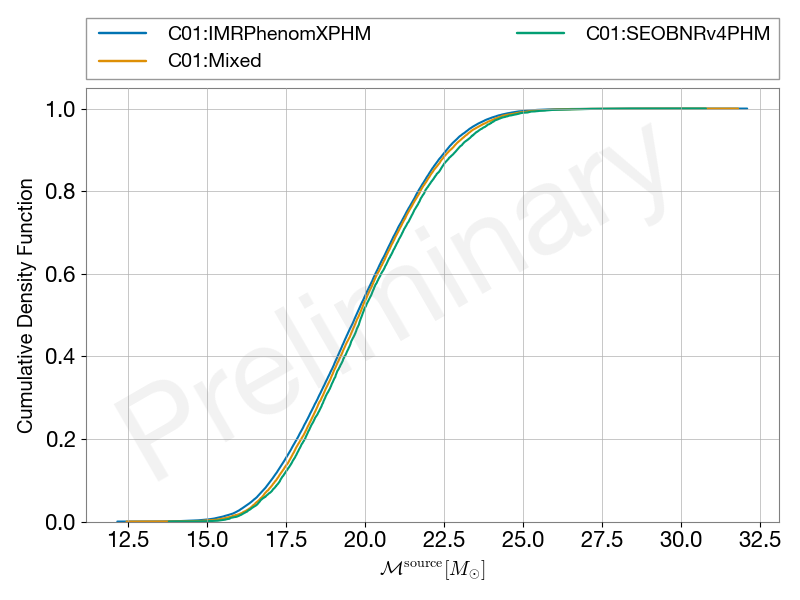 C01:IMRPhenomXPHM
C01:Mixed
C01:SEOBNRv4PHM
Preliminary
Cumulative Density Function
1.0
0.8
0.6
0.4
0.2
0.0
12.5 15.0 17.5 20.0 22.5 25.0 27.5 30.0 32.5
ℳ^source [M_⊙]